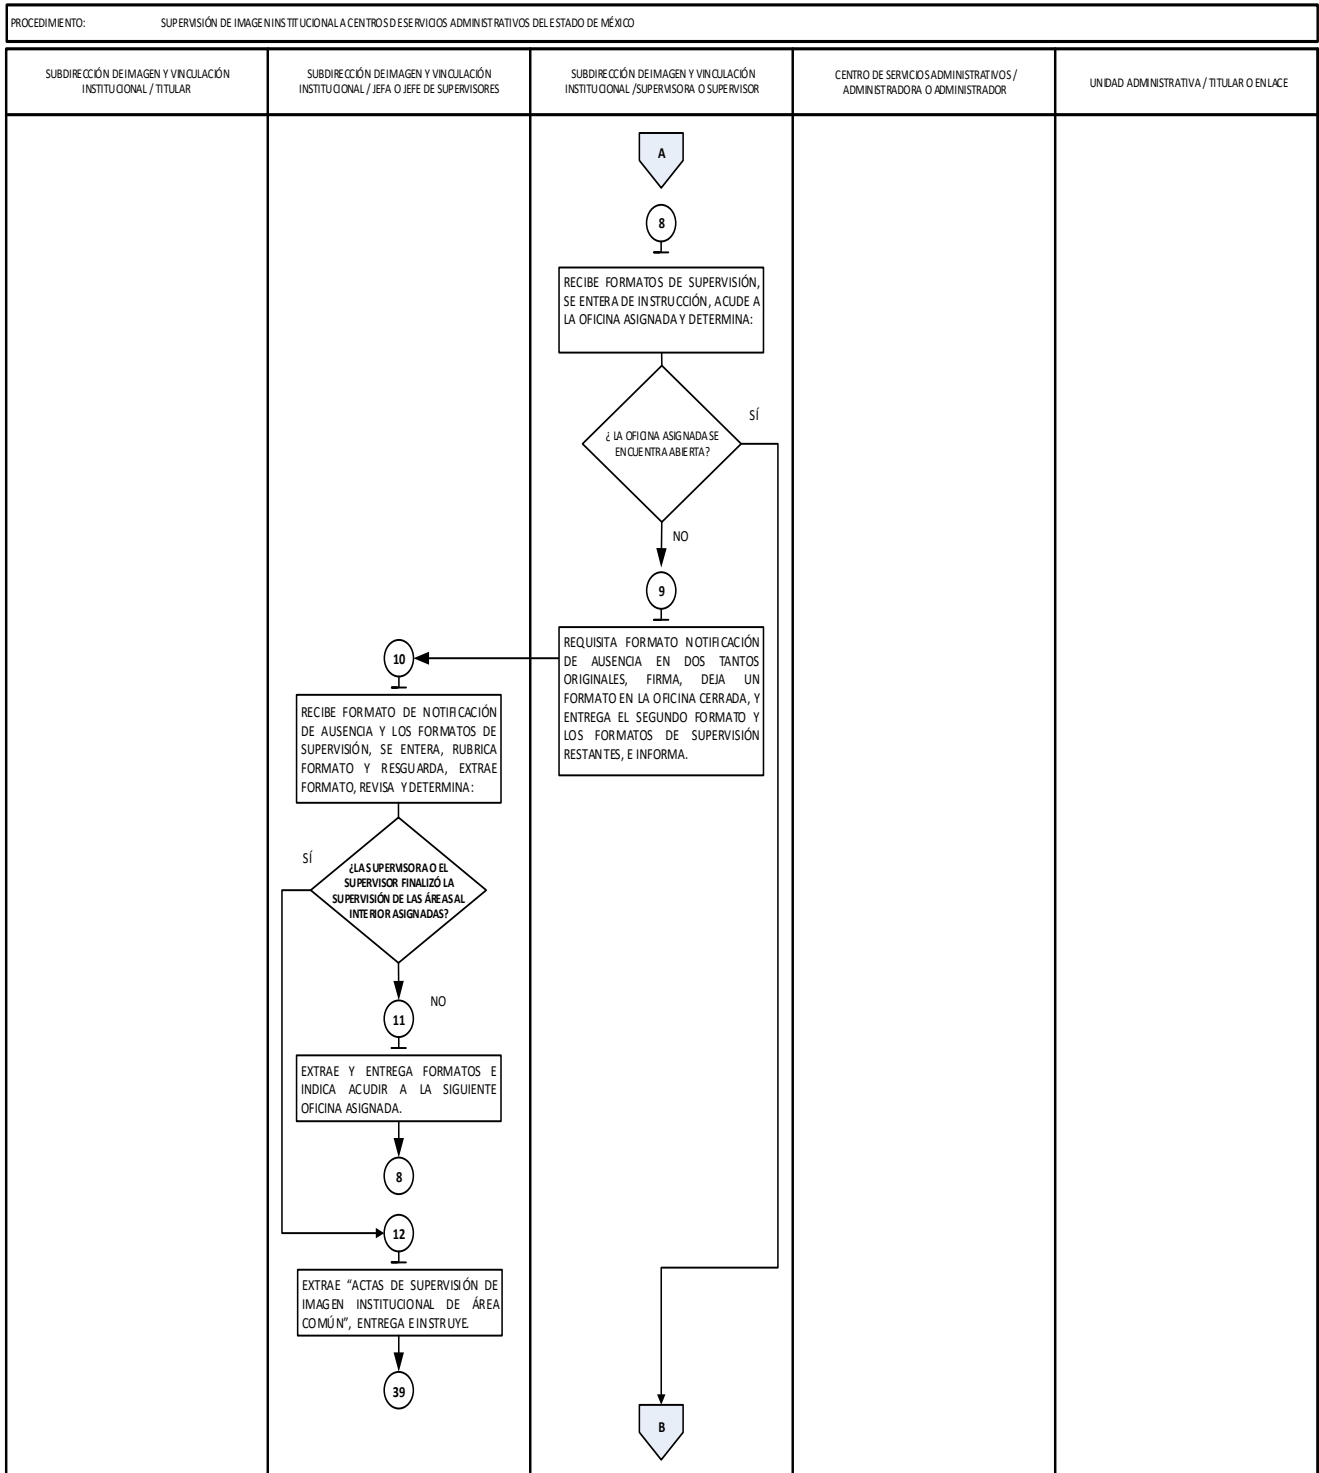 PROCEDIMIENTO: SUPERVISIÓN DE IMAGEN INSTITUCIONAL A CENTROS DE SERVICIOS ADMINISTRATIVOS DEL ESTADO DE MÉXICO
SUBDIRECCIÓN DE IMAGEN Y VINCULACIÓN
INSTITUCIONAL / TITULAR
SUBDIRECCIÓN DE IMAGEN Y VINCULACIÓN
INSTITUCIONAL / JEFA O JEFE DE SUPERVISORES
SUBDIRECCIÓN DE IMAGEN Y VINCULACIÓN
INSTITUCIONAL /SUPERVISORA O SUPERVISOR
CENTRO DE SERVICIOS ADMINISTRATIVOS /
ADMINISTRADORA O ADMINISTRADOR
UNIDAD ADMINISTRATIVA / TITULAR O ENLACE
A
8
RECIBE FORMATOS DE SUPERVISIÓN,
SE ENTERA DE INSTRUCCIÓN, ACUDE A
LA OFICINA ASIGNADA Y DETERMINA:
SÍ
¿ LA OFICINA ASIGNADA SE
ENCUENTRA ABIERTA?
NO
9
REQUISITA FORMATO NOTIFICACIÓN
DE AUSENCIA EN DOS TANTOS
ORIGINALES, FIRMA, DEJA UN
FORMATO EN LA OFICINA CERRADA, Y
ENTREGA EL SEGUNDO FORMATO Y
LOS FORMATOS DE SUPERVISIÓN
RESTANTES, E INFORMA.
10
RECIBE FORMATO DE NOTIFICACIÓN
DE AUSENCIA Y LOS FORMATOS DE
SUPERVISIÓN, SE ENTERA, RUBRICA
FORMATO Y RESGUARDA, EXTRAE
FORMATO, REVISA Y DETERMINA:
SÍ
¿LA SUPERVISORA O EL
SUPERVISOR FINALIZÓ LA
SUPERVISIÓN DE LAS ÁREAS AL
INTERIOR ASIGNADAS?
NO
11
EXTRAE Y ENTREGA FORMATOS E
INDICA ACUDIR A LA SIGUIENTE
OFICINA ASIGNADA.
8
12
EXTRAE “ACTAS DE SUPERVISIÓN DE
IMAGEN INSTITUCIONAL DE ÁREA
COMÚN”, ENTREGA E INSTRUYE.
39
B